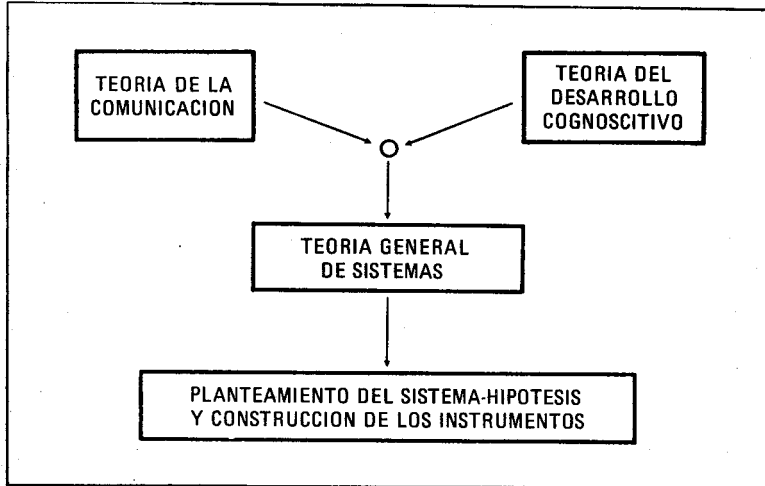 TEORIA DE LA
COMUNICACION
TEORIA DEL
DESARROLLO
COGNOSCITIVO
TEORIA GENERAL
DE SISTEMAS
PLANTEAMIENTO DEL SISTEMA-HIPOTESIS
Y CONSTRUCCION DE LOS INSTRUMENTOS